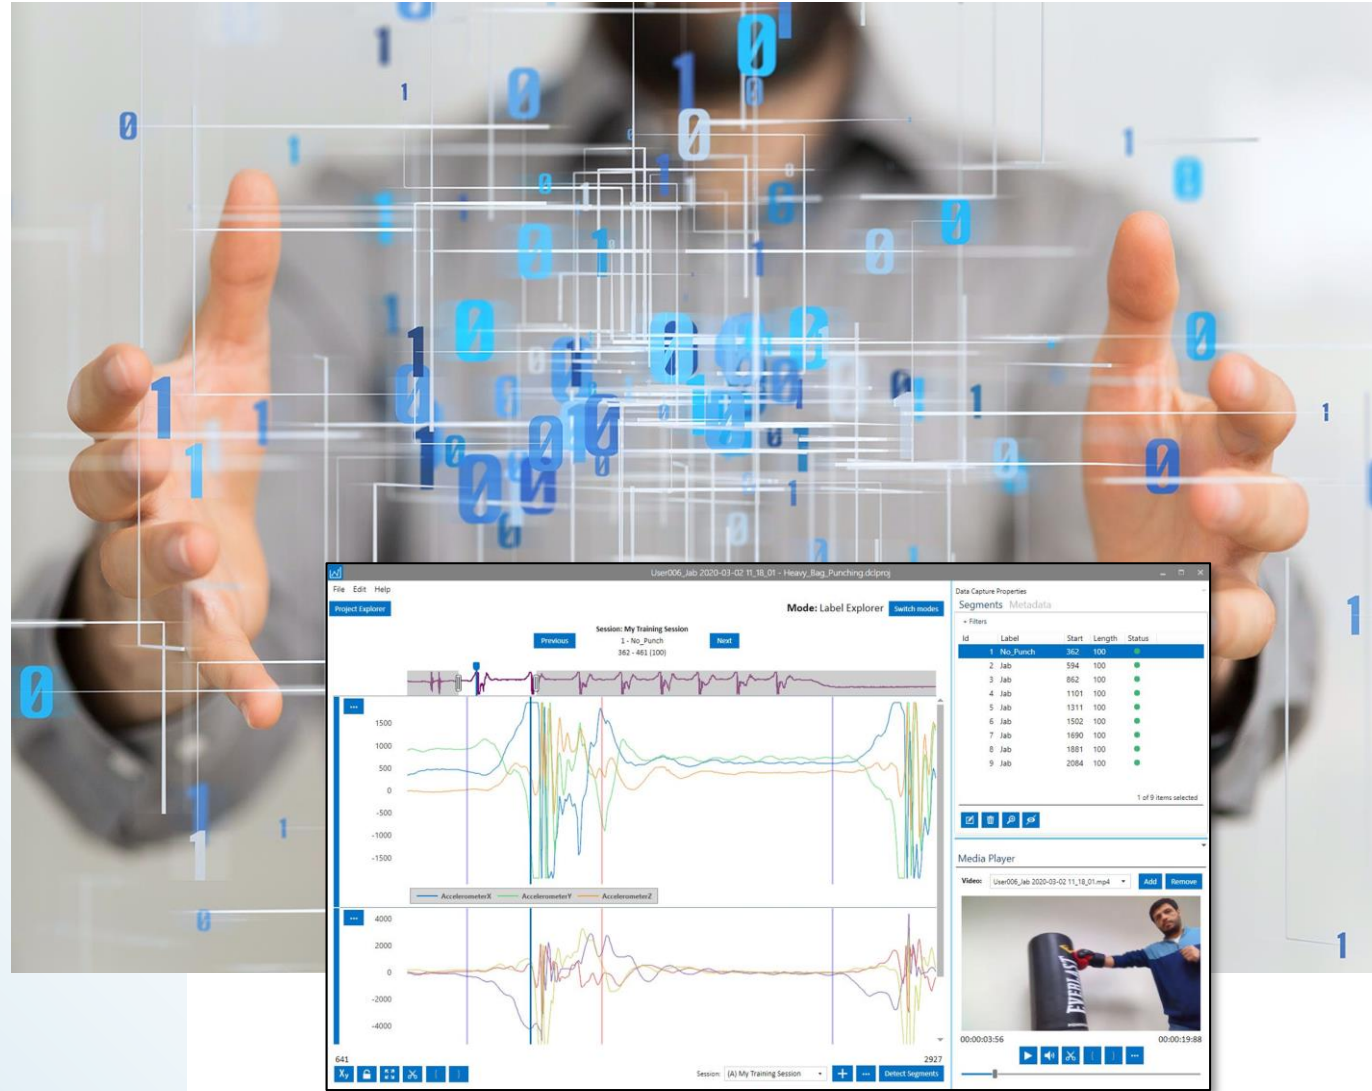 User006_Jab 2020-03-02 11_18_01 - Heavy_Bag_Punching.dclproj
File Edit Help
Project Explorer
Mode: Label Explorer
Switch modes
Session: My Training Session
Previous
1 - No_Punch
Next
362 - 461 (100)
1500
1000
500
0
-500
-1000
-1500
AccelerometerX AccelerometerY AccelerometerZ
4000
2000
0
-2000
-4000
641
2927
Xy
Session: (A) My Training Session
Detect Segments
Data Capture Properties
Segments Metadata
+ Filters
Id Label Start Length Status
1 No_Punch 362 100
2 Jab 594 100
3 Jab 862 100
4 Jab 1101 100
5 Jab 1311 100
6 Jab 1502 100
7 Jab 1690 100
8 Jab 1881 100
9 Jab 2084 100
1 of 9 items selected
Media Player
Video: User006_Jab 2020-03-02 11_18_01.mp4
Add
Remove
EVERLAST
00:00:03:56
00:00:19:88